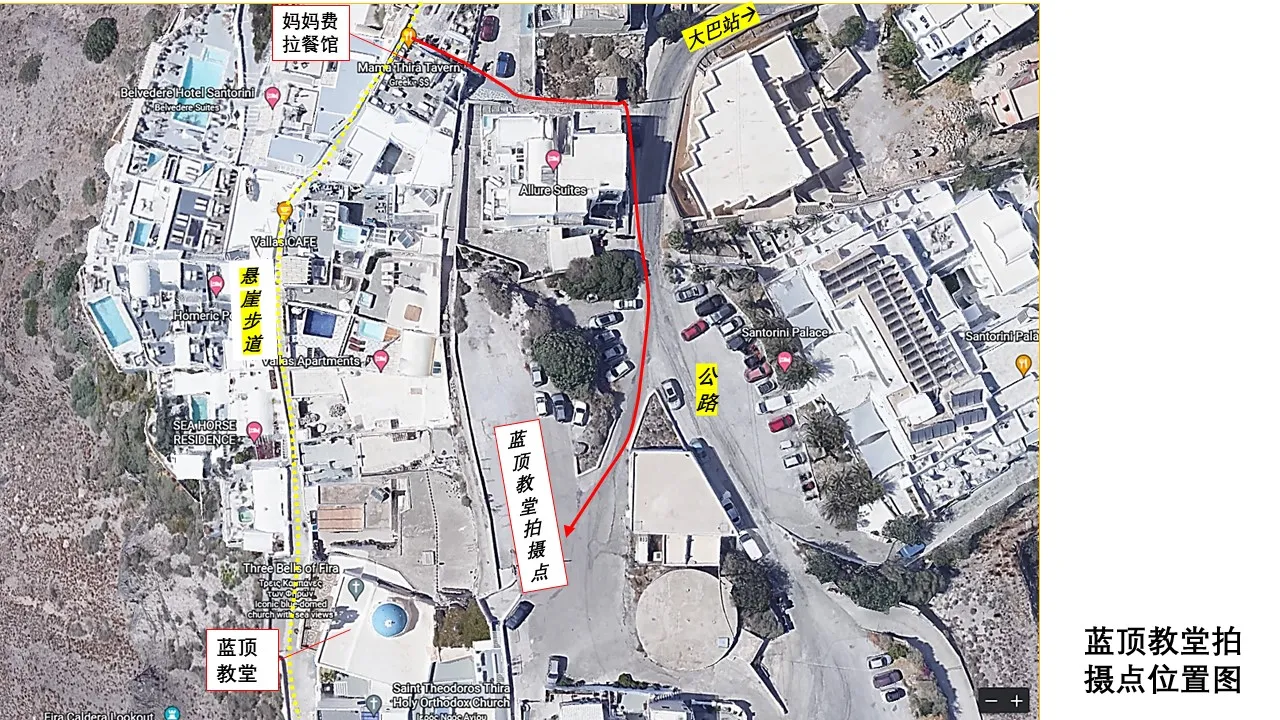 妈妈费
拉餐馆
大巴站→
Mama Thira Tavern
Greek • $$
Belvedere Hotel Santorini
Belvedere Suites
Allure Suites
Vallas CAFE
悬崖步道
Homeric P
Vallas Apartments
Santorini Palace
Santorini Pala
公路
SEA HORSE
RESIDENCE
蓝顶教堂拍摄点
Three Bells of Fira
Τρεις Καμπάνες
των Φηρών
Iconic blue-domed
church with sea views
蓝顶
教堂
Saint Theodoros Thira
Holy Orthodox Church
Fira Caldera Lookout
蓝顶教堂拍
摄点位置图